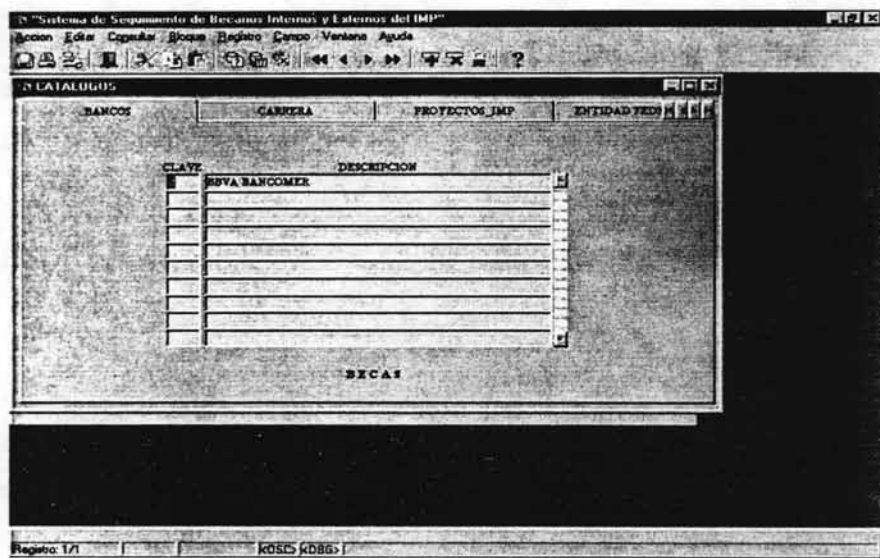 "Sistema de Seguimiento de Becarios Internos y Externos del IMP"
Accion Editar Consultar Bloque Registro Campo Ventana Ayuda
CATALOGOS
BANCOS CARRERA PROYECTOS_IMP ENTIDAD FEDE
CLAVE DESCRIPCION
BBVA BANCOMER
BECAS
Registro: 1/1 <OSC> <DBG>